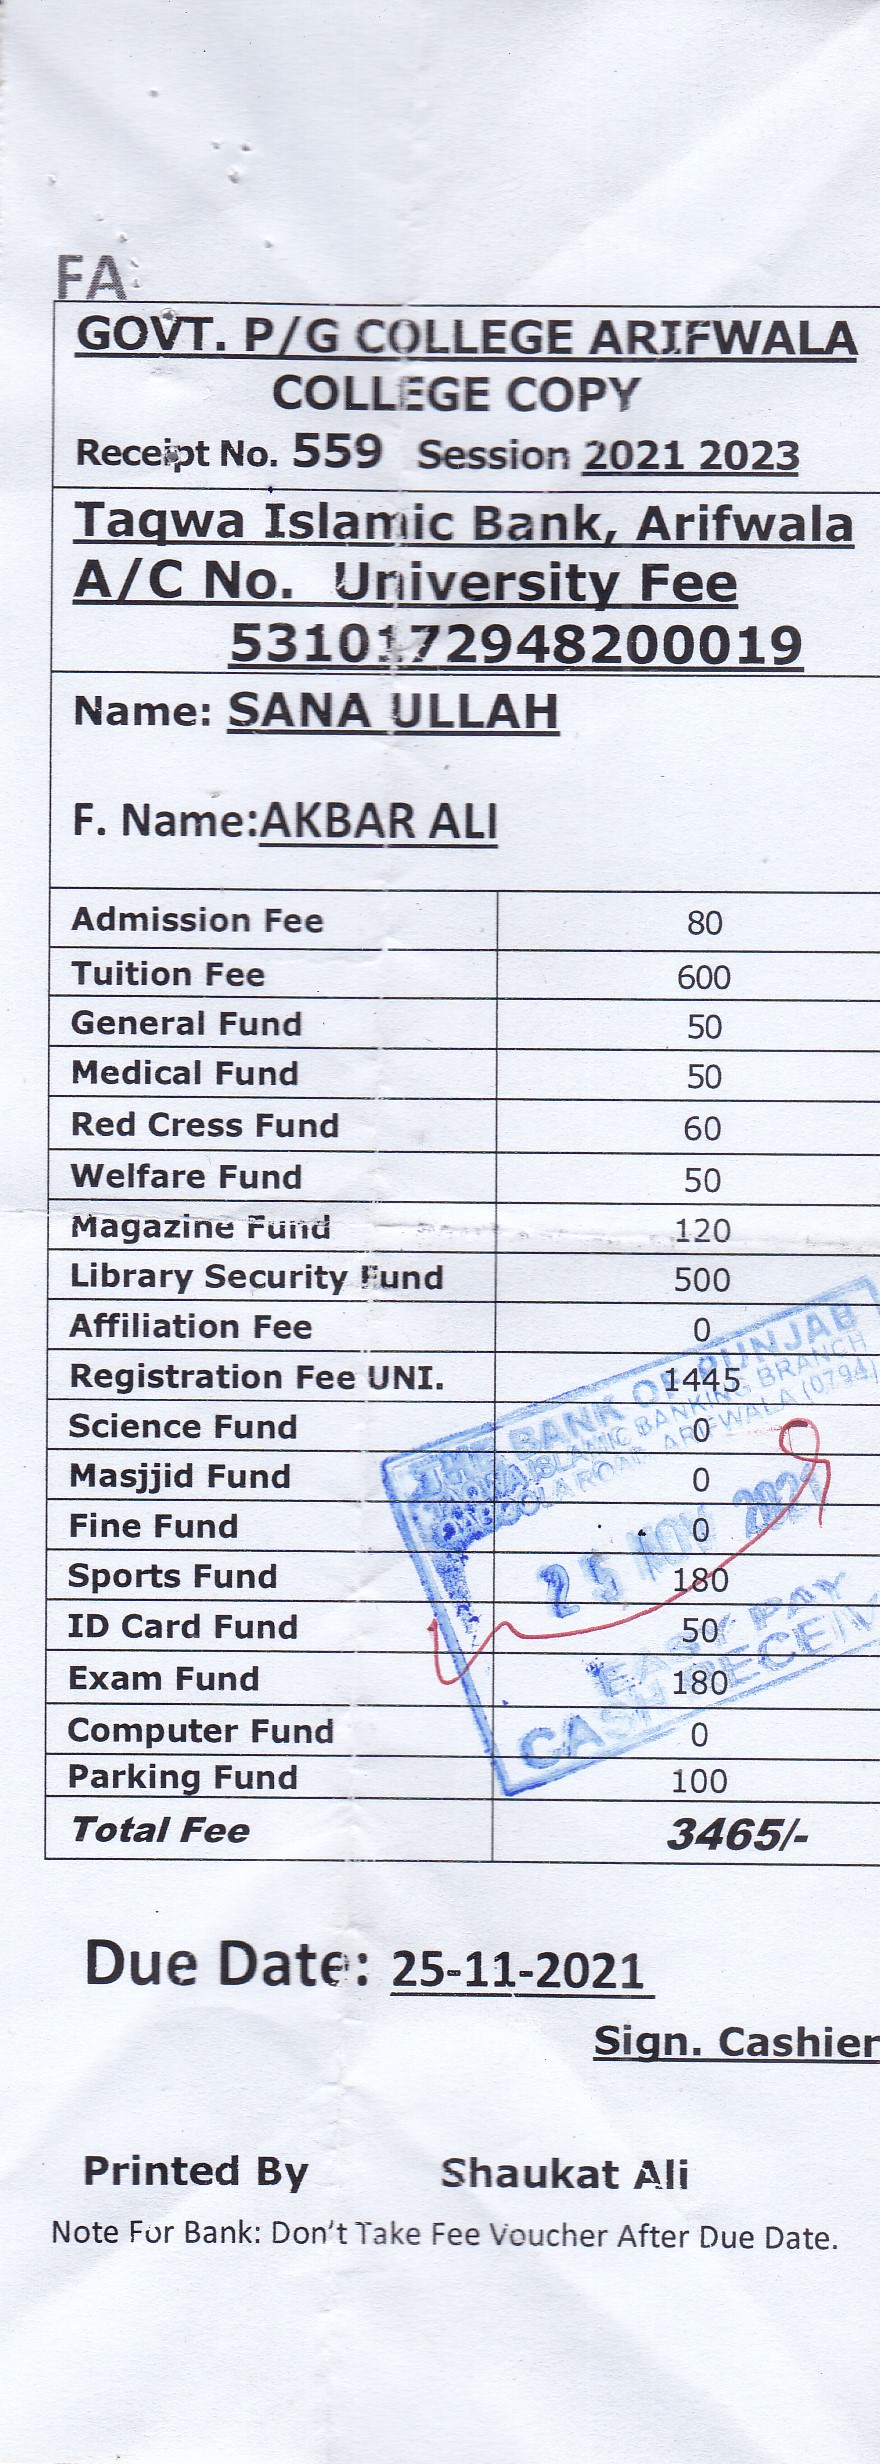 FA:
GOVT. P/G COLLEGE ARIFWALA
COLLEGE COPY
Receipt No. 559 Session 2021 2023
Taqwa Islamic Bank, Arifwala
A/C No. University Fee
5310172948200019
Name: SANA ULLAH
F. Name:AKBAR ALI
Admission Fee 80
Tuition Fee 600
General Fund 50
Medical Fund 50
Red Cress Fund 60
Welfare Fund 50
Magazine Fund 120
Library Security Fund 500
Affiliation Fee 0
Registration Fee UNI. 1445
Science Fund 0
Masjjid Fund 0
Fine Fund 0
Sports Fund 180
ID Card Fund 50
Exam Fund 180
Computer Fund 0
Parking Fund 100
Total Fee 3465/-
THE BANK OF PUNJAB
TAQWA ISLAMIC BANKING BRANCH
ROAD ARIFWALA (0794)
25 NOV 2021
EASY PAY
CASH RECEIV
Due Date: 25-11-2021
Sign. Cashier
Printed By Shaukat Ali
Note For Bank: Don't Take Fee Voucher After Due Date.